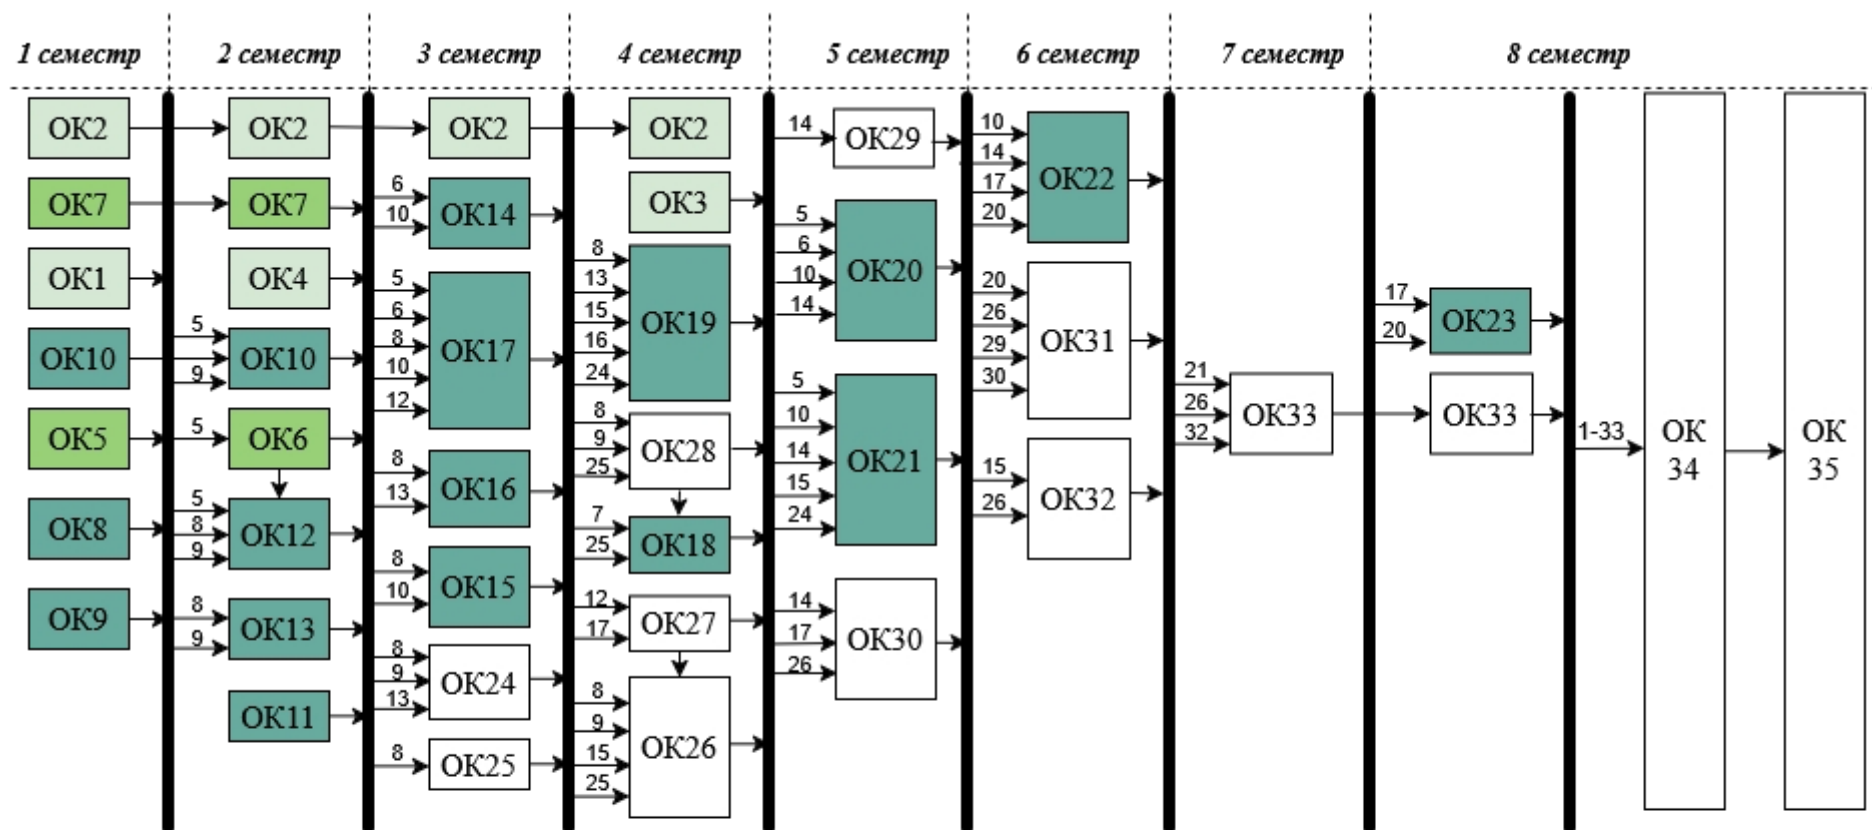 1 семестр
2 семестр
3 семестр
4 семестр
5 семестр
6 семестр
7 семестр
8 семестр
ОК2
ОК7
ОК1
ОК10
ОК5
ОК8
ОК9
ОК2
ОК7
ОК4
5
9
ОК10
5
ОК6
5
8
9
ОК12
8
9
ОК13
ОК11
ОК2
6
10
ОК14
5
6
8
10
12
ОК17
8
13
ОК16
8
10
ОК15
8
9
13
ОК24
8
ОК25
ОК2
ОК3
8
13
15
16
24
ОК19
8
9
25
ОК28
7
25
ОК18
12
17
ОК27
8
9
15
25
ОК26
14
ОК29
5
6
10
14
ОК20
5
10
14
15
24
ОК21
14
17
26
ОК30
10
14
17
20
ОК22
20
26
29
30
ОК31
15
26
ОК32
21
26
32
ОК33
17
20
ОК23
ОК33
1-33
ОК
34
ОК
35